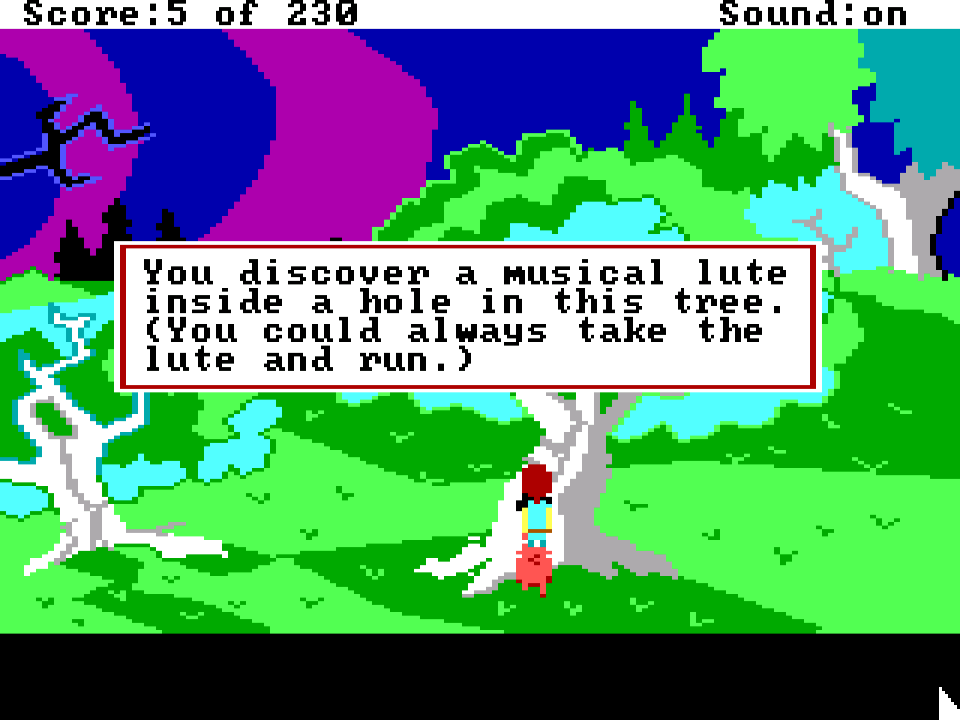 Score:5 of 230 Sound:on
You discover a musical lute
inside a hole in this tree.
(You could always take the
lute and run.)